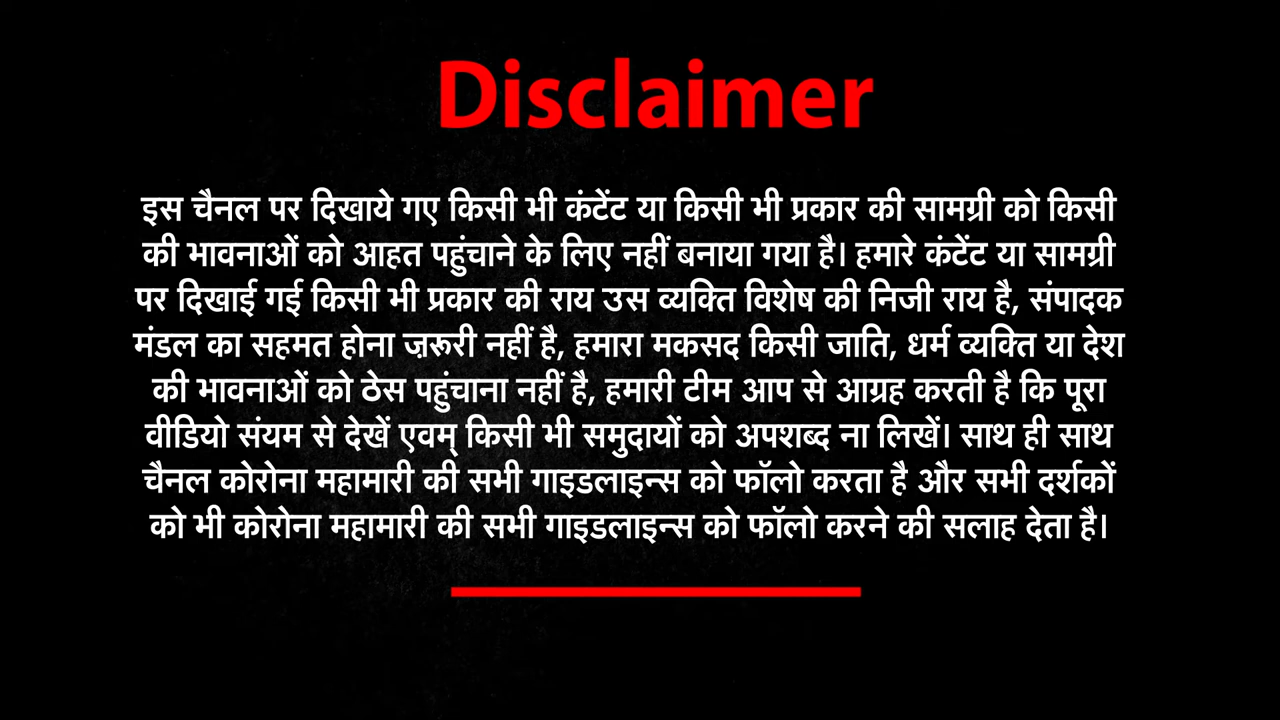 Disclaimer
इस चैनल पर दिखाये गए किसी भी कंटेंट या किसी भी प्रकार की सामग्री को किसी
की भावनाओं को आहत पहुंचाने के लिए नहीं बनाया गया है। हमारे कंटेंट या सामग्री
पर दिखाई गई किसी भी प्रकार की राय उस व्यक्ति विशेष की निजी राय है, संपादक
मंडल का सहमत होना ज़रूरी नहीं है, हमारा मकसद किसी जाति, धर्म व्यक्ति या देश
की भावनाओं को ठेस पहुंचाना नहीं है, हमारी टीम आप से आग्रह करती है कि पूरा
वीडियो संयम से देखें एवम् किसी भी समुदायों को अपशब्द ना लिखें। साथ ही साथ
चैनल कोरोना महामारी की सभी गाइडलाइन्स को फॉलो करता है और सभी दर्शकों
को भी कोरोना महामारी की सभी गाइडलाइन्स को फॉलो करने की सलाह देता है।